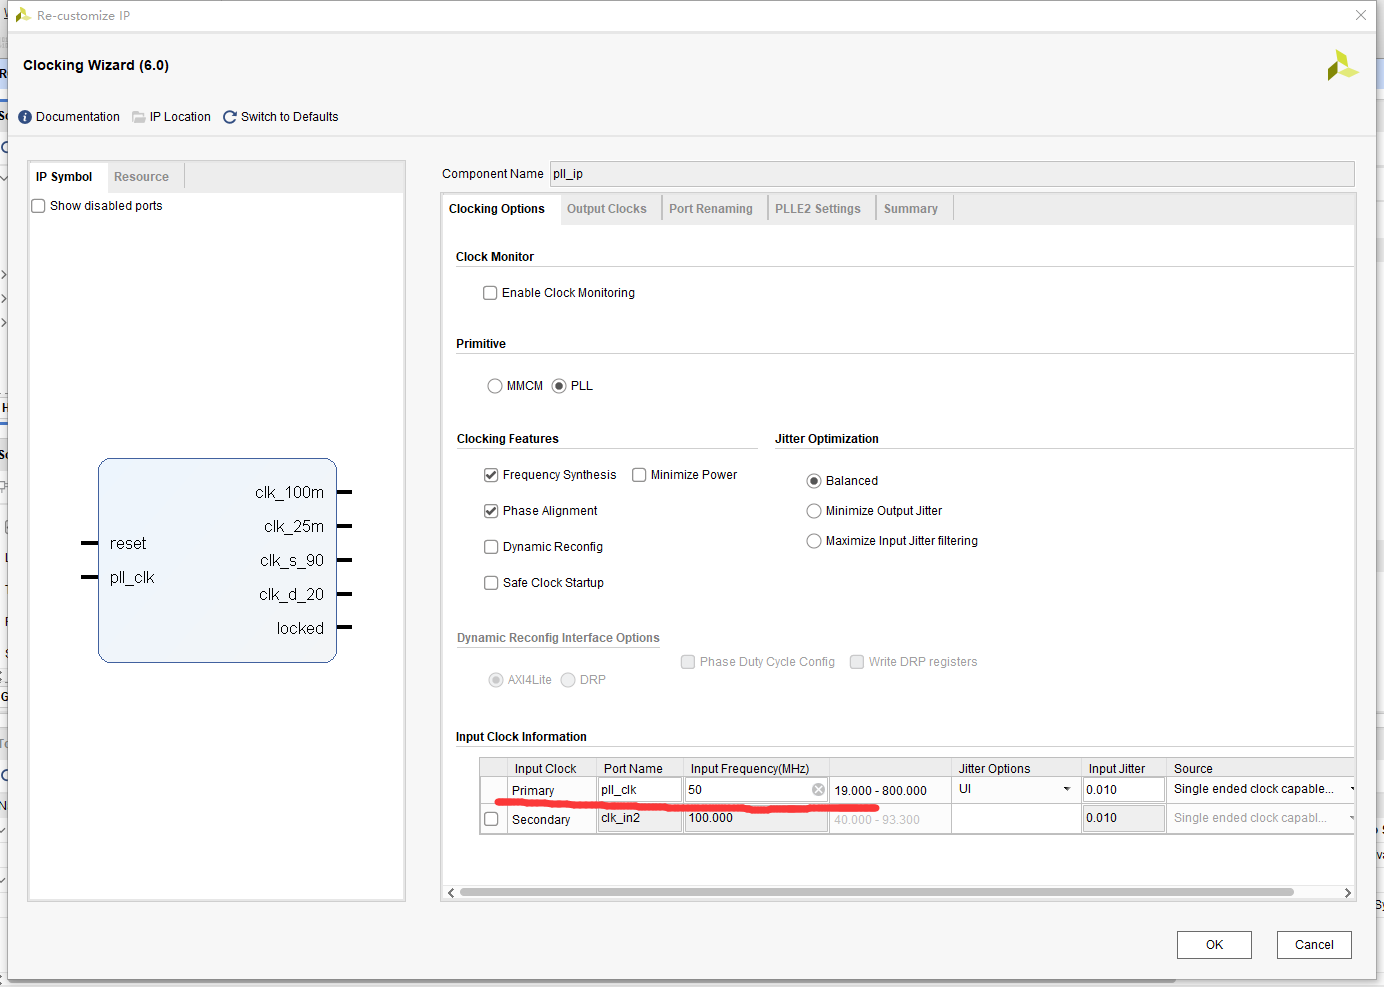 Re-customize IP
Clocking Wizard (6.0)
Documentation IP Location Switch to Defaults
IP Symbol Resource
Show disabled ports
reset
pll_clk
clk_100m
clk_25m
clk_s_90
clk_d_20
locked
Component Name pll_ip
Clocking Options Output Clocks Port Renaming PLLE2 Settings Summary
Clock Monitor
Enable Clock Monitoring
Primitive
MMCM PLL
Clocking Features
Frequency Synthesis Minimize Power
Phase Alignment
Dynamic Reconfig
Safe Clock Startup
Jitter Optimization
Balanced
Minimize Output Jitter
Maximize Input Jitter filtering
Dynamic Reconfig Interface Options
AXI4Lite DRP
Phase Duty Cycle Config Write DRP registers
Input Clock Information
Input Clock Port Name Input Frequency(MHz) Jitter Options Input Jitter Source
Primary pll_clk 50 19.000 - 800.000 UI 0.010 Single ended clock capable...
Secondary clk_in2 100.000 40.000 - 93.300 0.010 Single ended clock capabl...
OK Cancel